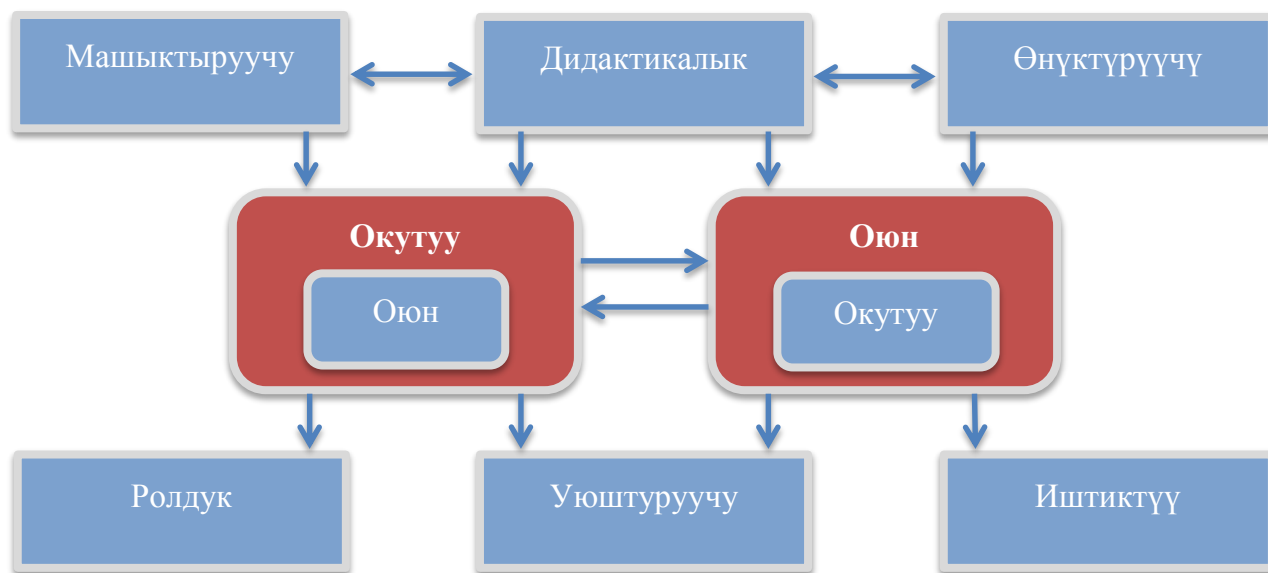 Машыктыруучу
Дидактикалык
Өнүктүрүүчү
Окутуу
Оюн
Оюн
Окутуу
Ролдук
Уюштуруучу
Иштиктүү